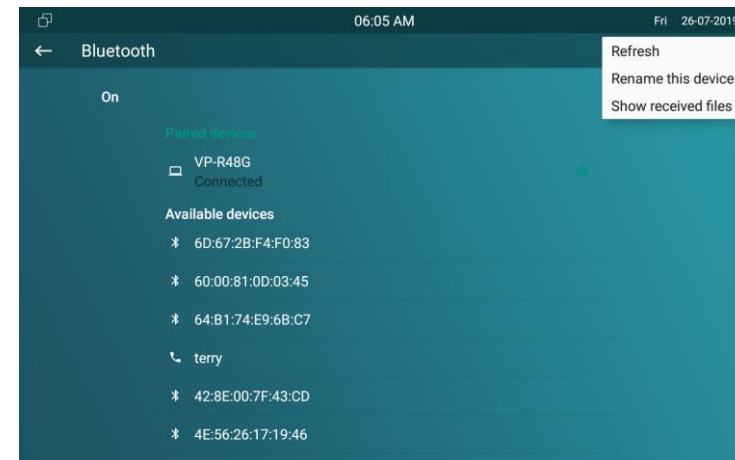 06:05 AM
Fri 26-07-2019
Bluetooth
Refresh
Rename this device
Show received files
On
Paired devices
VP-R48G
Connected
Available devices
6D:67:2B:F4:F0:83
60:00:81:0D:03:45
64:B1:74:E9:6B:C7
terry
42:8E:00:7F:43:CD
4E:56:26:17:19:46